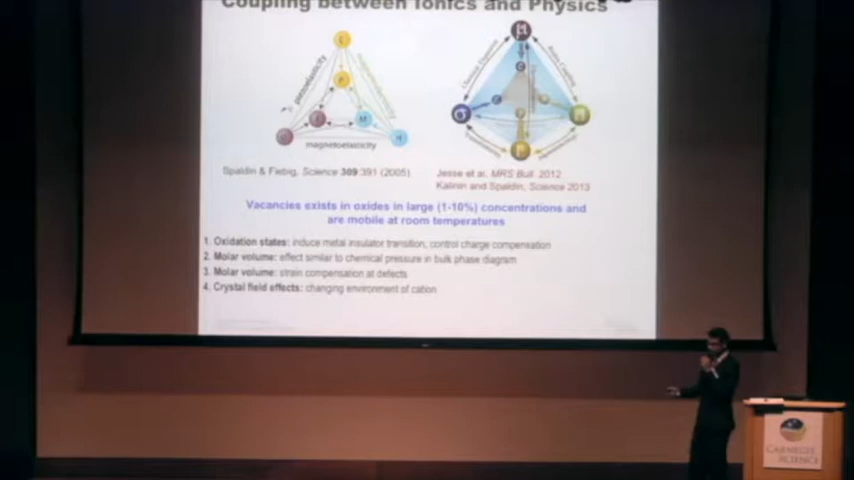 Coupling between Ionics and Physics
piezoelasticity
magnetoelasticity
Spaldin & Fiebig, Science 309:391 (2005)
Jesse et al. MRS Bull. 2012
Kalinin and Spaldin, Science 2013
Vacancies exists in oxides in large (1-10%) concentrations and
are mobile at room temperatures
1. Oxidation states: induce metal insulator transition, control charge compensation
2. Molar volume: effect similar to chemical pressure in bulk phase diagram
3. Molar volume: strain compensation at defects
4. Crystal field effects: changing environment of cation
CARNEGIE
SCIENCE